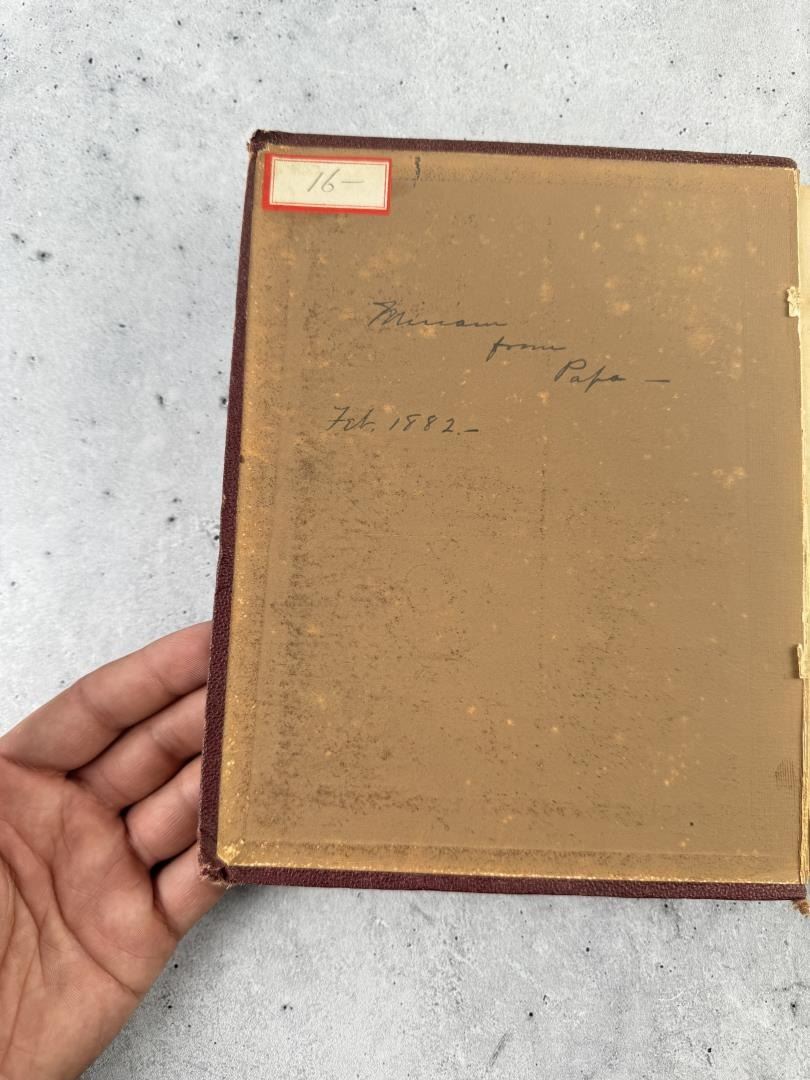 16-
Miriam
from
Papa -
Feb. 1882.-